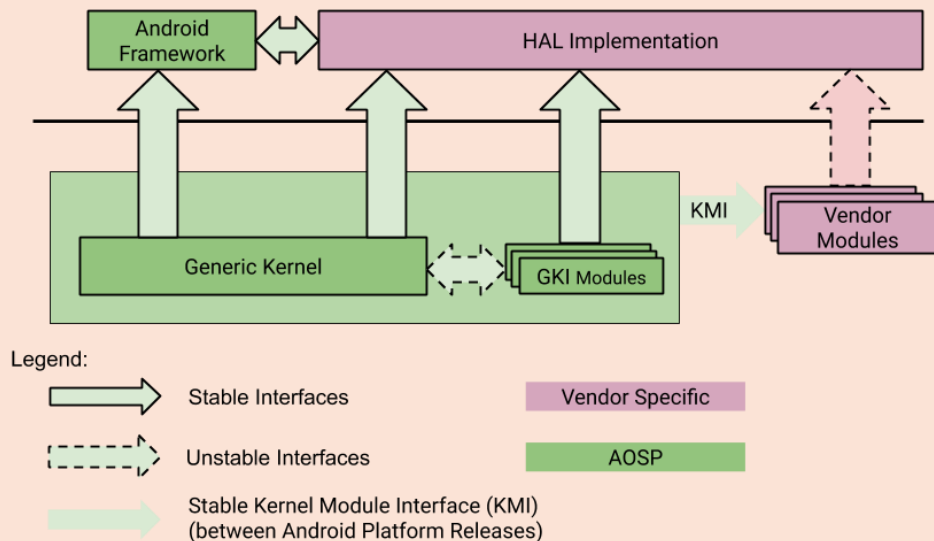 Android
Framework
HAL Implementation
KMI
Vendor
Modules
Generic Kernel
GKI Modules
Legend:
Stable Interfaces
Vendor Specific
Unstable Interfaces
AOSP
Stable Kernel Module Interface (KMI)
(between Android Platform Releases)